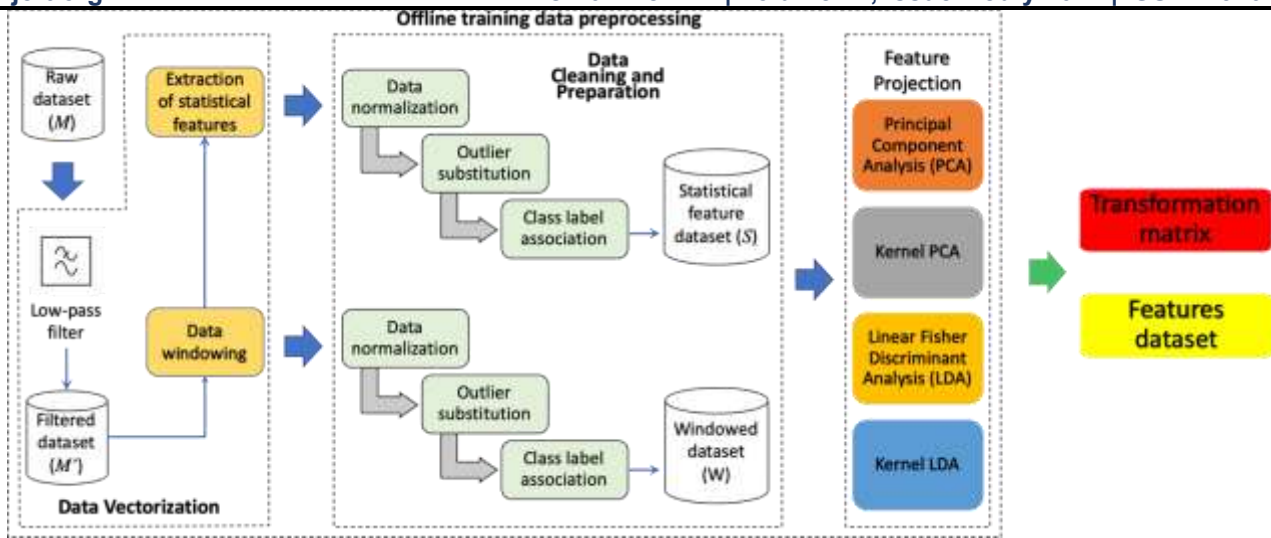 Offline training data preprocessing
Raw
dataset
(M)
Low-pass
filter
Filtered
dataset
(M')
Extraction
of statistical
features
Data
windowing
Data Vectorization
Data
Cleaning and
Preparation
Data
normalization
Outlier
substitution
Class label
association
Statistical
feature
dataset (S)
Data
normalization
Outlier
substitution
Class label
association
Windowed
dataset
(W)
Feature
Projection
Principal
Component
Analysis (PCA)
Kernel PCA
Linear Fisher
Discriminant
Analysis (LDA)
Kernel LDA
Transformation
matrix
Features
dataset